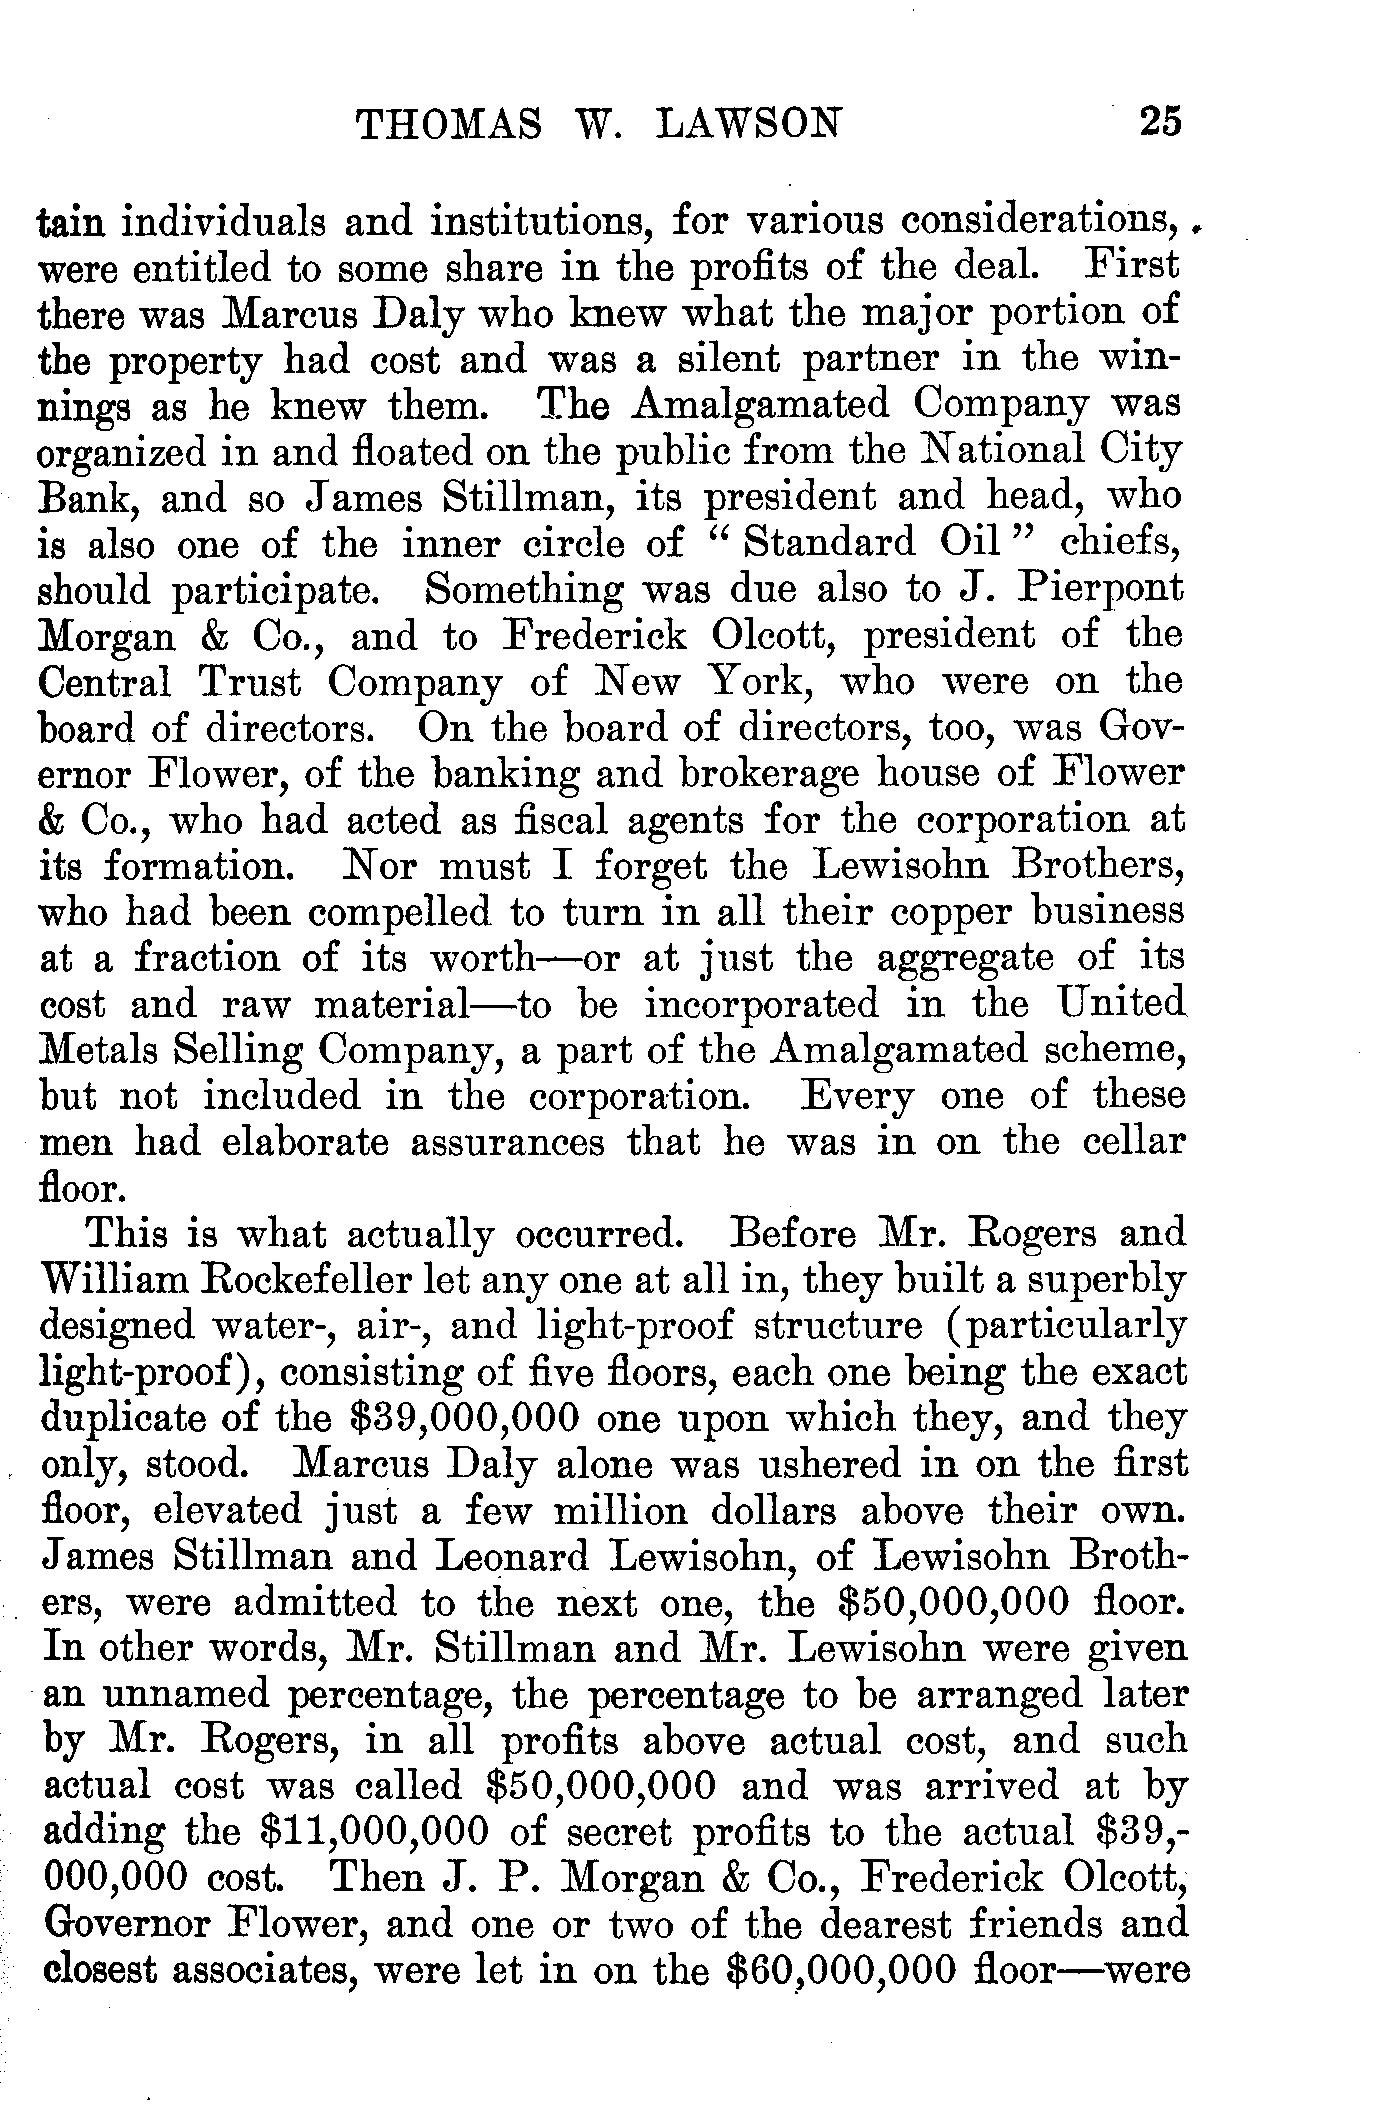 THOMAS W. LAWSON 25
tain individuals and institutions, for various considerations,
were entitled to some share in the profits of the deal. First
there was Marcus Daly who knew what the major portion of
the property had cost and was a silent partner in the win-
nings as he knew them. The Amalgamated Company was
organized in and floated on the public from the National City
Bank, and so James Stillman, its president and head, who
is also one of the inner circle of “ Standard Oil ” chiefs,
should participate. Something was due also to J. Pierpont
Morgan & Co., and to Frederick Olcott, president of the
Central Trust Company of New York, who were on the
board of directors. On the board of directors, too, was Gov-
ernor Flower, of the banking and brokerage house of Flower
& Co., who had acted as fiscal agents for the corporation at
its formation. Nor must I forget the Lewisohn Brothers,
who had been compelled to turn in all their copper business
at a fraction of its worth—or at just the aggregate of its
cost and raw material—to be incorporated in the United
Metals Selling Company, a part of the Amalgamated scheme,
but not included in the corporation. Every one of these
men had elaborate assurances that he was in on the cellar
floor.
This is what actually occurred. Before Mr. Rogers and
William Rockefeller let any one at all in, they built a superbly
designed water-, air-, and light-proof structure (particularly
light-proof), consisting of five floors, each one being the exact
duplicate of the $39,000,000 one upon which they, and they
only, stood. Marcus Daly alone was ushered in on the first
floor, elevated just a few million dollars above their own.
James Stillman and Leonard Lewisohn, of Lewisohn Broth-
ers, were admitted to the next one, the $50,000,000 floor.
In other words, Mr. Stillman and Mr. Lewisohn were given
an unnamed percentage, the percentage to be arranged later
by Mr. Rogers, in all profits above actual cost, and such
actual cost was called $50,000,000 and was arrived at by
adding the $11,000,000 of secret profits to the actual $39,-
000,000 cost. Then J. P. Morgan & Co., Frederick Olcott,
Governor Flower, and one or two of the dearest friends and
closest associates, were let in on the $60,000,000 floor—were